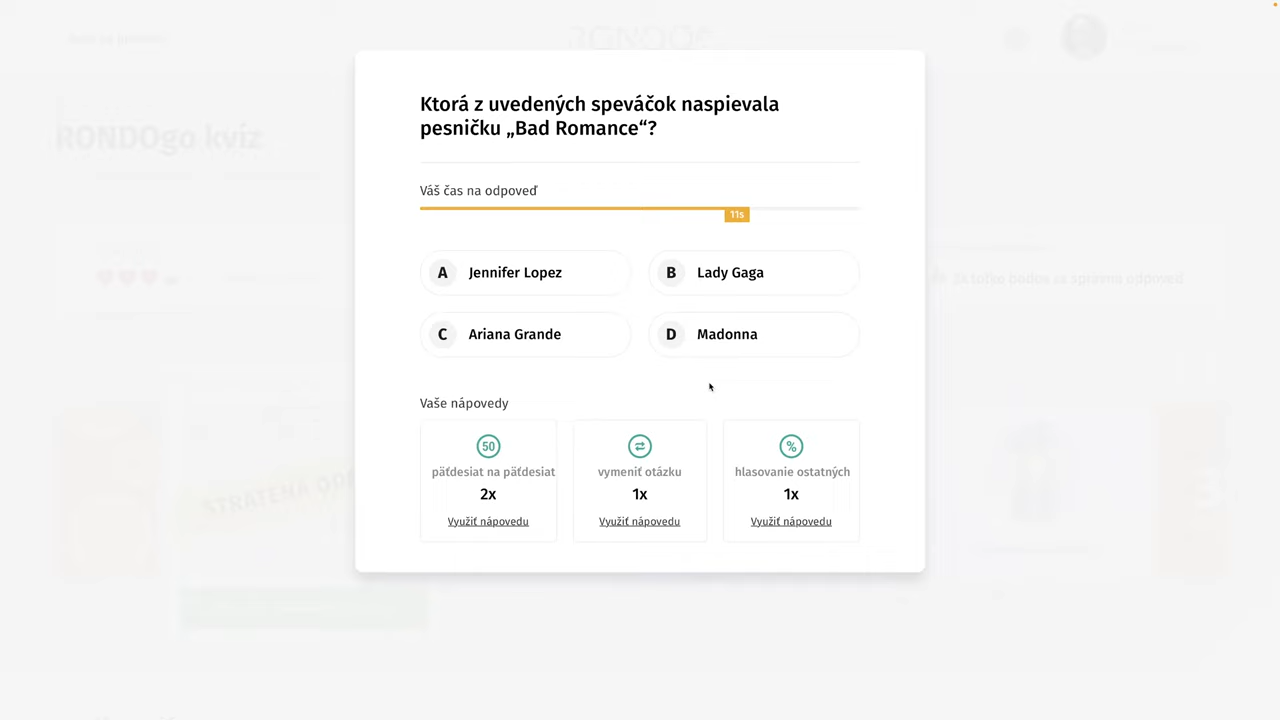 RONDOgo kvíz
Ktorá z uvedených speváčok naspievala
pesničku „Bad Romance“?
Váš čas na odpoveď
11s
A Jennifer Lopez
B Lady Gaga
C Ariana Grande
D Madonna
Vaše nápovedy
50
%
päťdesiat na päťdesiat
vymeniť otázku
hlasovanie ostatných
2x
1x
1x
Využiť nápovedu
Využiť nápovedu
Využiť nápovedu